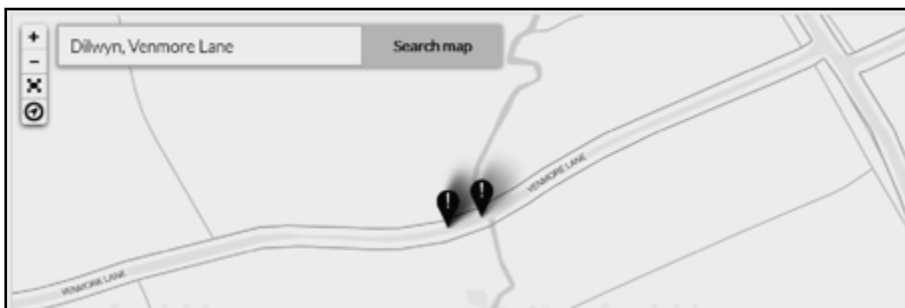 +
Dilwyn, Venmore Lane Search map
−
VENMORE LANE
! !
VENMORE LANE